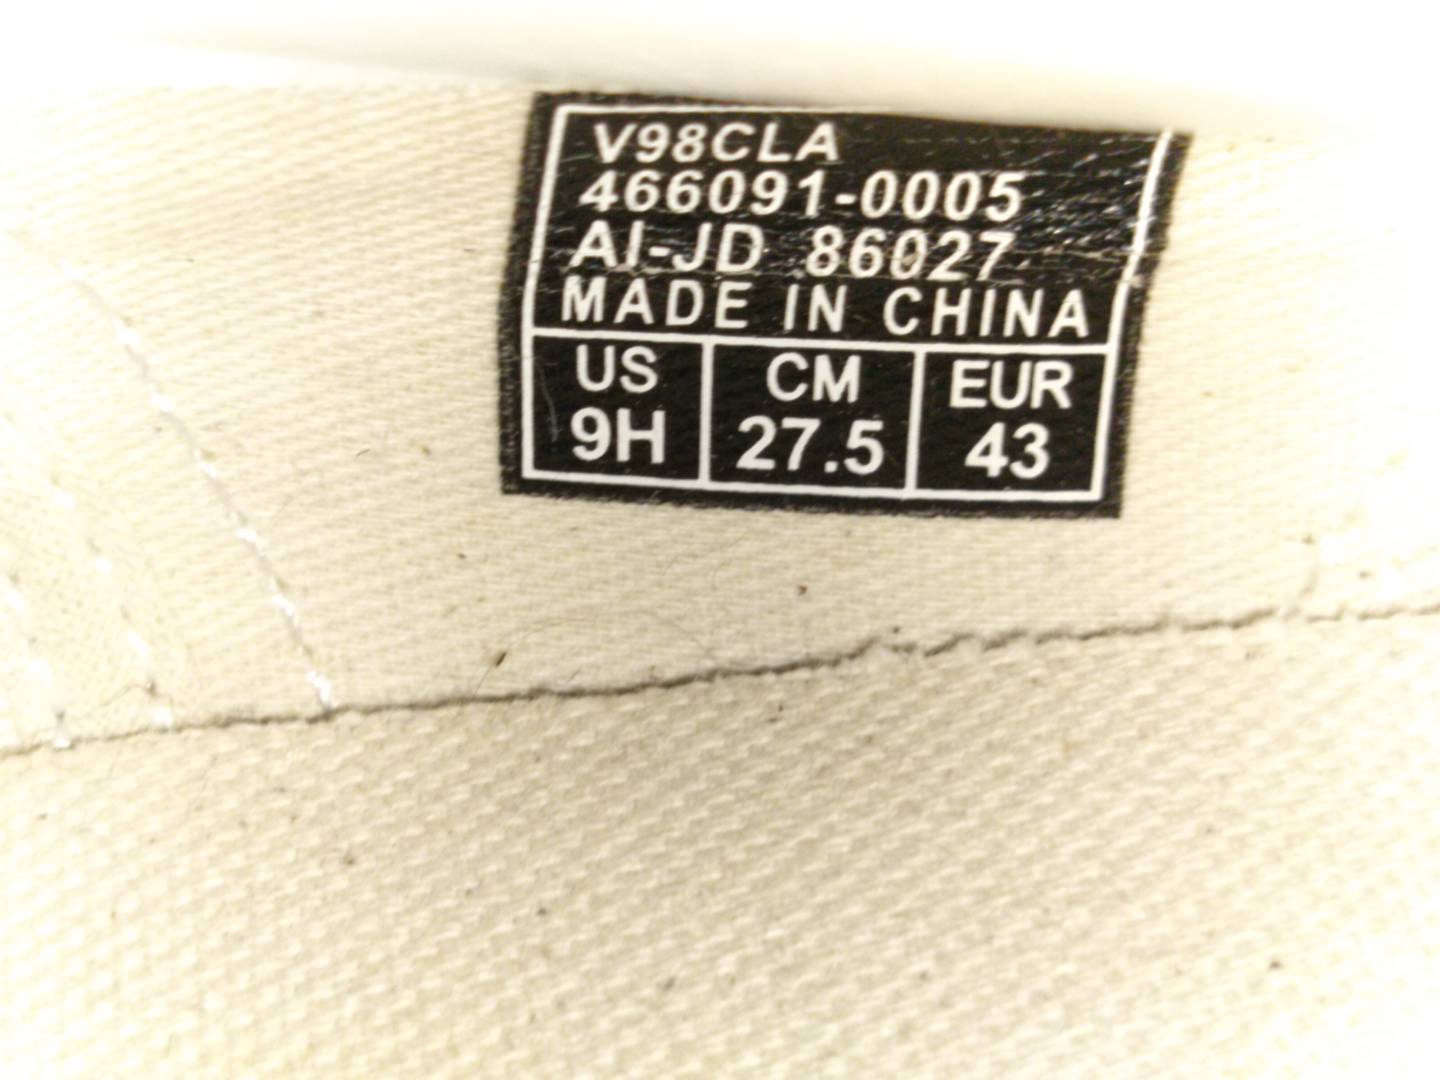 V98CLA
466091-0005
AI-JD 86027
MADE IN CHINA
US CM EUR
9H 27.5 43